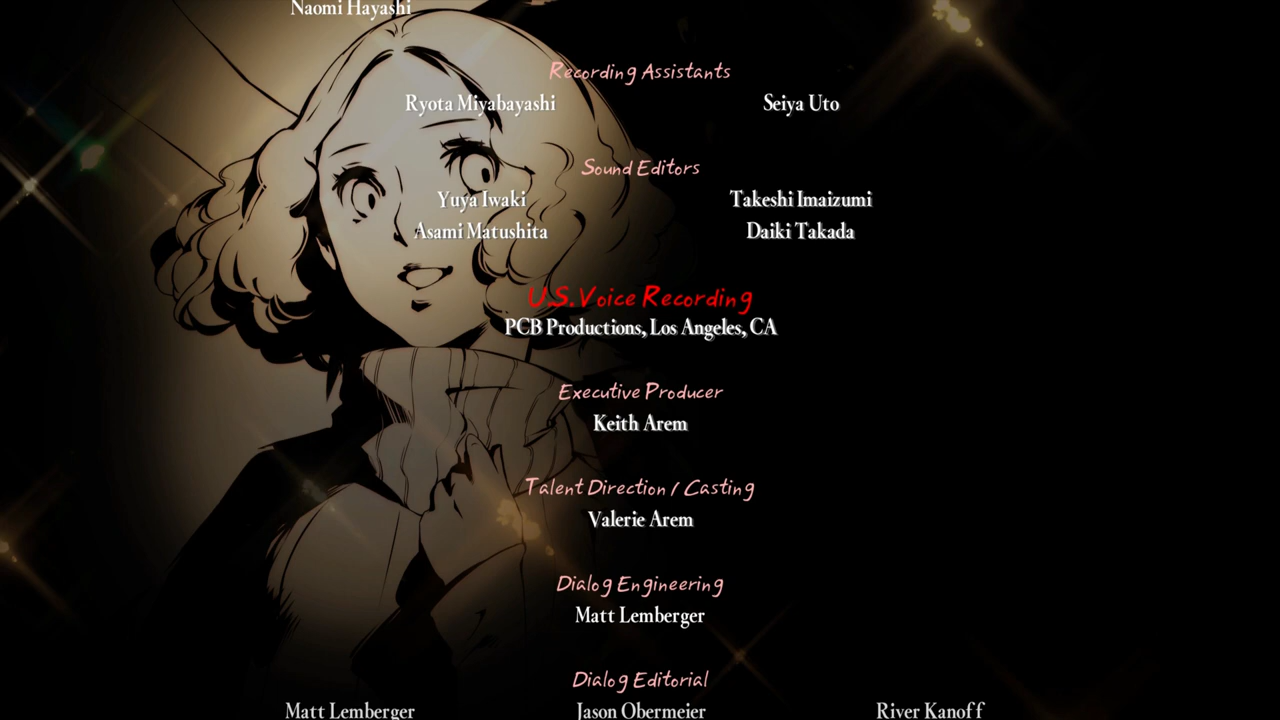 Naomi Hayashi
Recording Assistants
Ryota Miyabayashi Seiya Uto
Sound Editors
Yuya Iwaki Takeshi Imaizumi
Asami Matushita Daiki Takada
U.S. Voice Recording
PCB Productions, Los Angeles, CA
Executive Producer
Keith Arem
Talent Direction / Casting
Valerie Arem
Dialog Engineering
Matt Lemberger
Dialog Editorial
Matt Lemberger Jason Obermeier River Kanoff